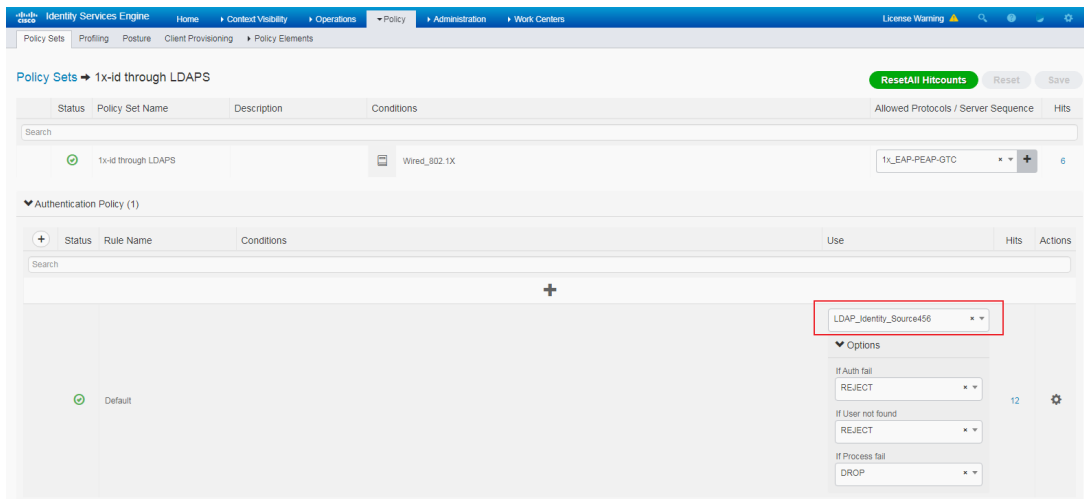 cisco Identity Services Engine Home Context Visibility Operations Policy Administration Work Centers License Warning
Policy Sets Profiling Posture Client Provisioning Policy Elements
Policy Sets → 1x-id through LDAPS ResetAll Hitcounts Reset Save
Status Policy Set Name Description Conditions Allowed Protocols / Server Sequence Hits
Search
1x-id through LDAPS Wired_802.1X 1x_EAP-PEAP-GTC × + 6
Authentication Policy (1)
+ Status Rule Name Conditions Use Hits Actions
Search
+
LDAP_Identity_Source456 ×
Options
If Auth fail
REJECT ×
Default 12
If User not found
REJECT ×
If Process fail
DROP ×